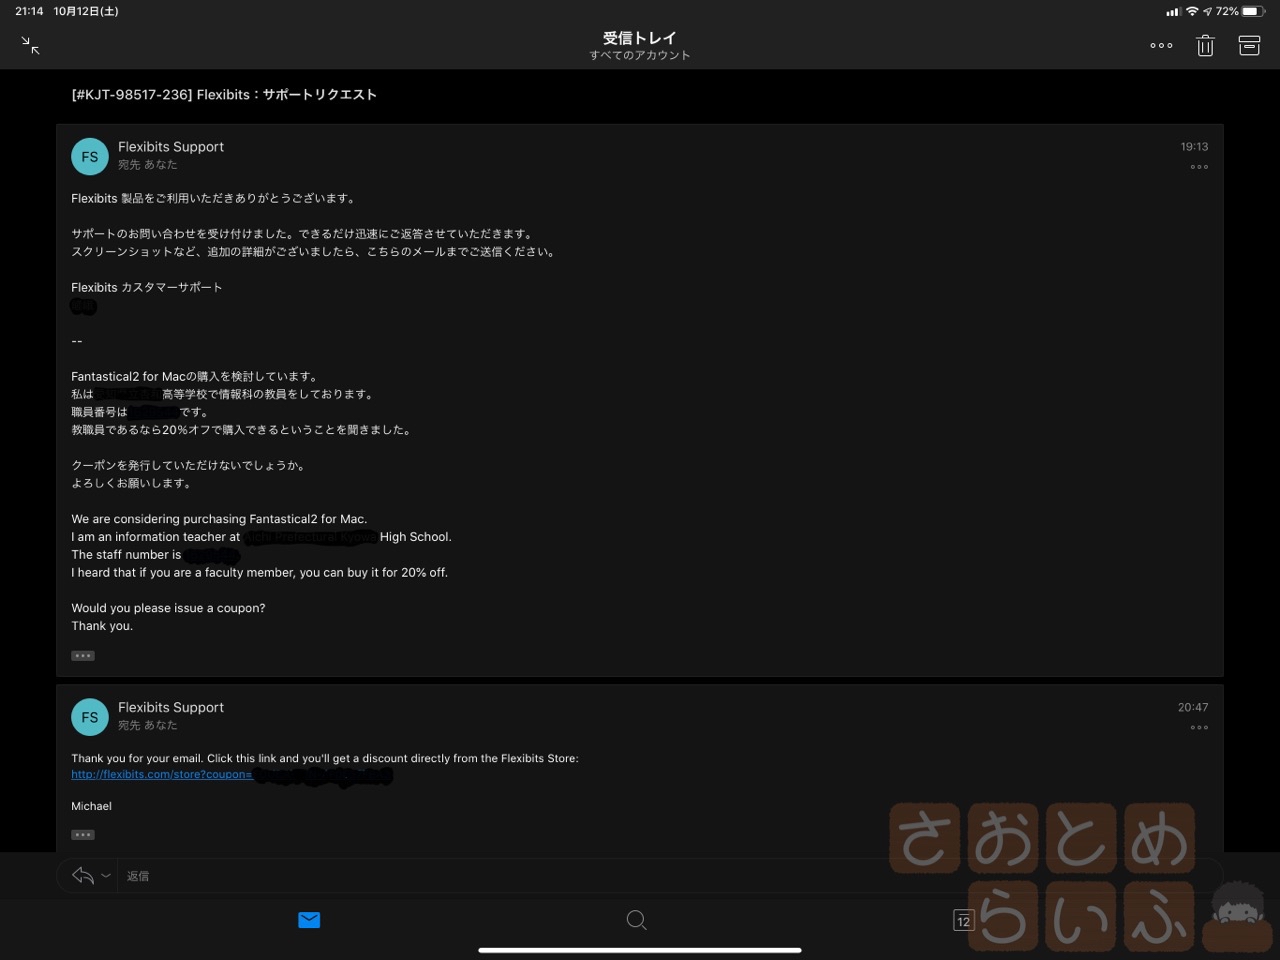 21:14 10月12日(土)
72%
受信トレイ
すべてのアカウント
[#KJT-98517-236] Flexibits：サポートリクエスト
FS
Flexibits Support
19:13
宛先 あなた
Flexibits 製品をご利用いただきありがとうございます。
サポートのお問い合わせを受け付けました。できるだけ迅速にご返答させていただきます。
スクリーンショットなど、追加の詳細がございましたら、こちらのメールまでご送信ください。
Flexibits カスタマーサポート
--
Fantastical2 for Macの購入を検討しています。
私は 高等学校で情報科の教員をしております。
職員番号は です。
教職員であるなら20%オフで購入できるということを聞きました。
クーポンを発行していただけないでしょうか。
よろしくお願いします。
We are considering purchasing Fantastical2 for Mac.
I am an information teacher at High School.
The staff number is
I heard that if you are a faculty member, you can buy it for 20% off.
Would you please issue a coupon?
Thank you.
FS
Flexibits Support
20:47
宛先 あなた
Thank you for your email. Click this link and you'll get a discount directly from the Flexibits Store:
http://flexibits.com/store?coupon=
Michael
返信
12
さおとめ
らいふ